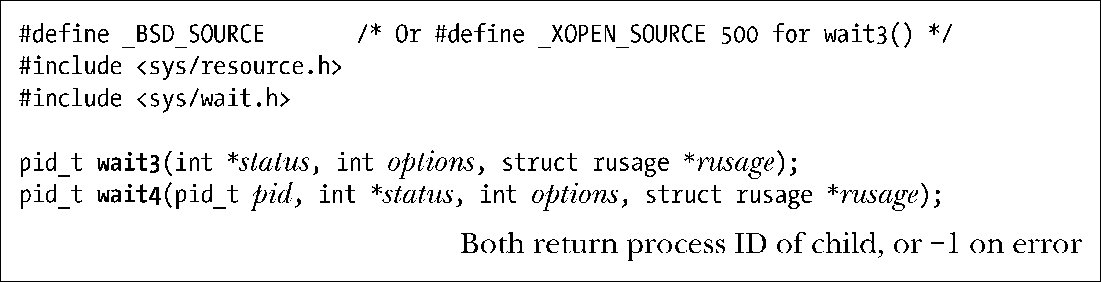 #define _BSD_SOURCE /* Or #define _XOPEN_SOURCE 500 for wait3() */
#include <sys/resource.h>
#include <sys/wait.h>
pid_t wait3(int *status, int options, struct rusage *rusage);
pid_t wait4(pid_t pid, int *status, int options, struct rusage *rusage);
Both return process ID of child, or −1 on error